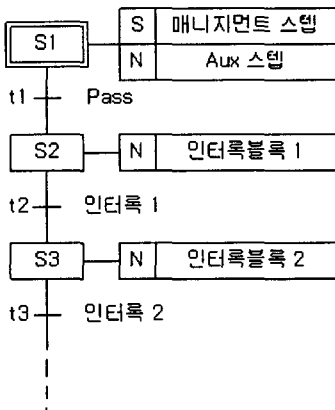 S1
S 매니지먼트 스텝
N Aux 스텝
t1 Pass
S2 N 인터록블록 1
t2 인터록 1
S3 N 인터록블록 2
t3 인터록 2